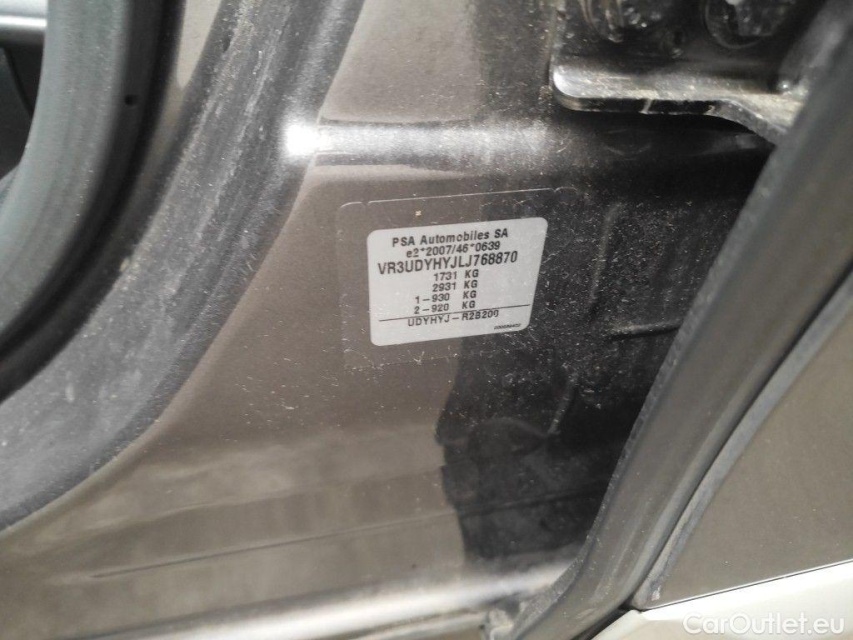 PSA Automobiles SA
e2*2007/46*0639
VR3UDYHYJLJ768870
1731 KG
2931 KG
1-930 KG
2-920 KG
UDYHYJ-R2B200
CarOutlet.eu